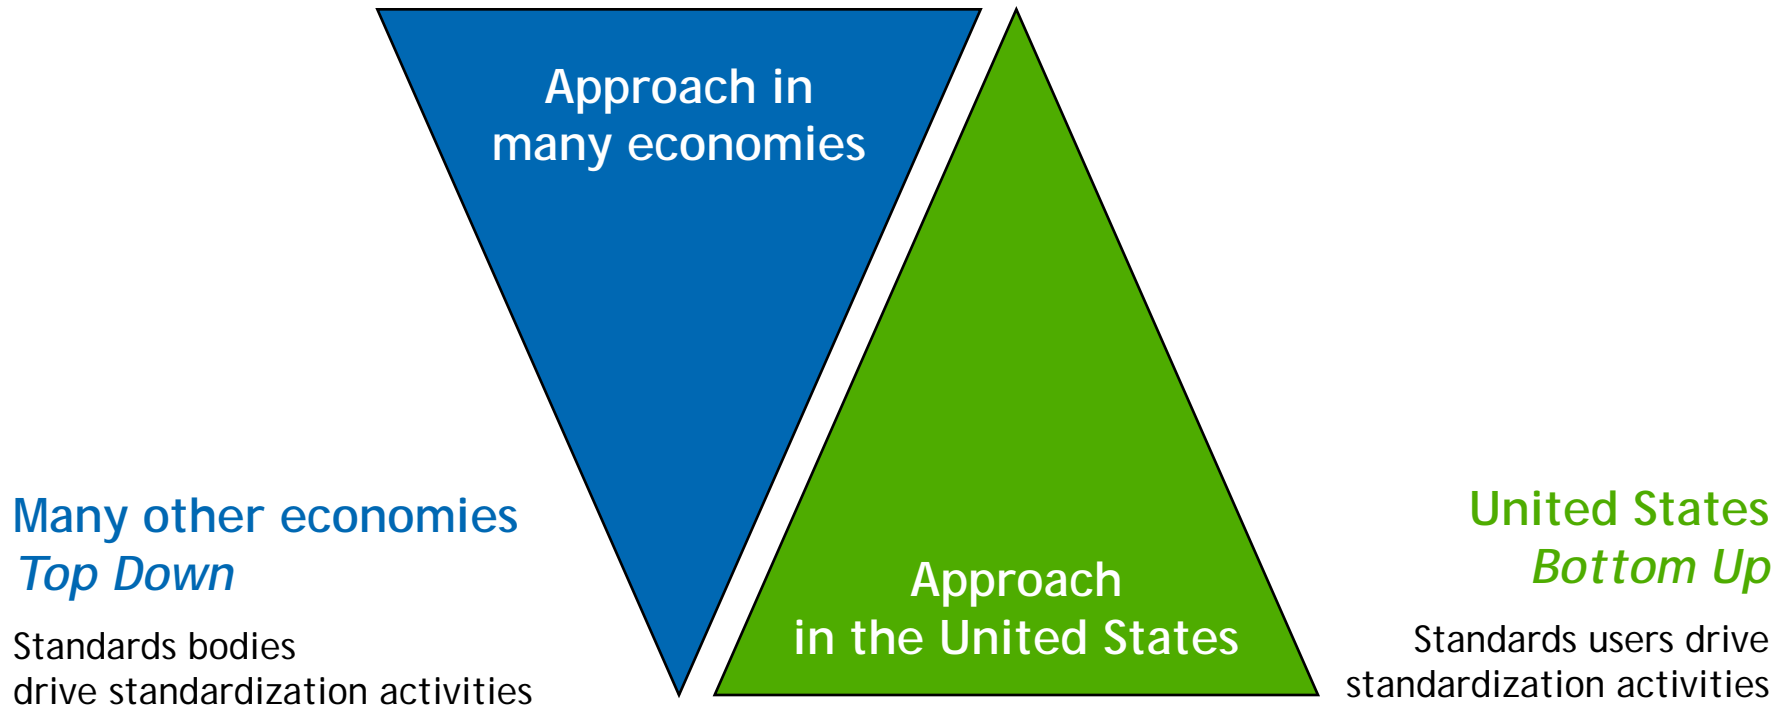 Approach in
many economies
Many other economies
Top Down
Standards bodies
drive standardization activities
Approach
in the United States
United States
Bottom Up
Standards users drive
standardization activities